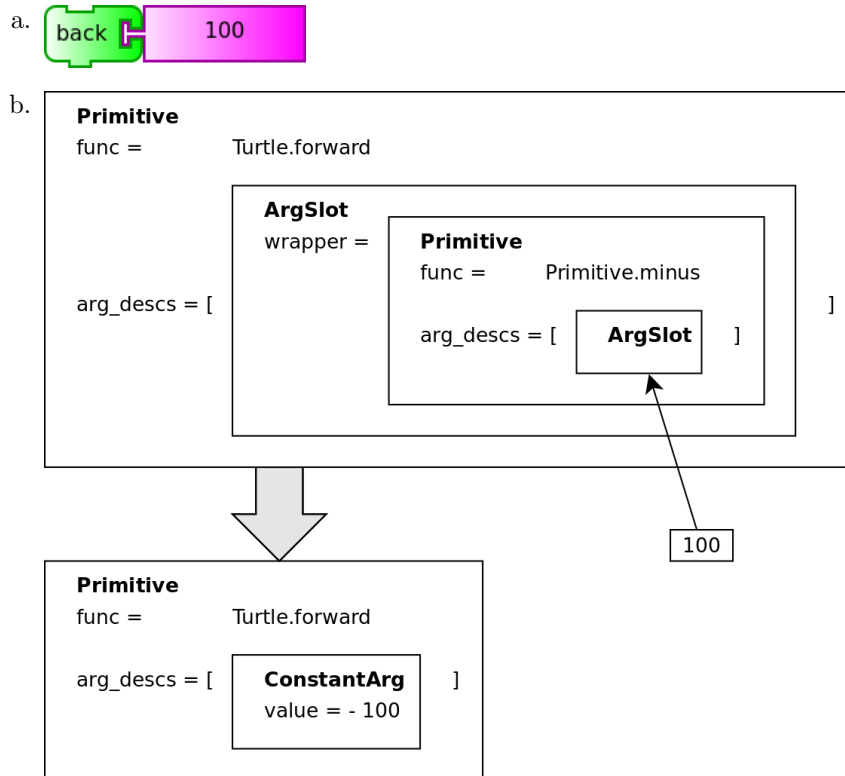 a.
back 100
b.
Primitive
func = Turtle.forward
ArgSlot
wrapper =
Primitive
func = Primitive.minus
arg_descs = [ ]
arg_descs = [ ArgSlot ]
100
Primitive
func = Turtle.forward
arg_descs = [ ConstantArg ]
value = - 100